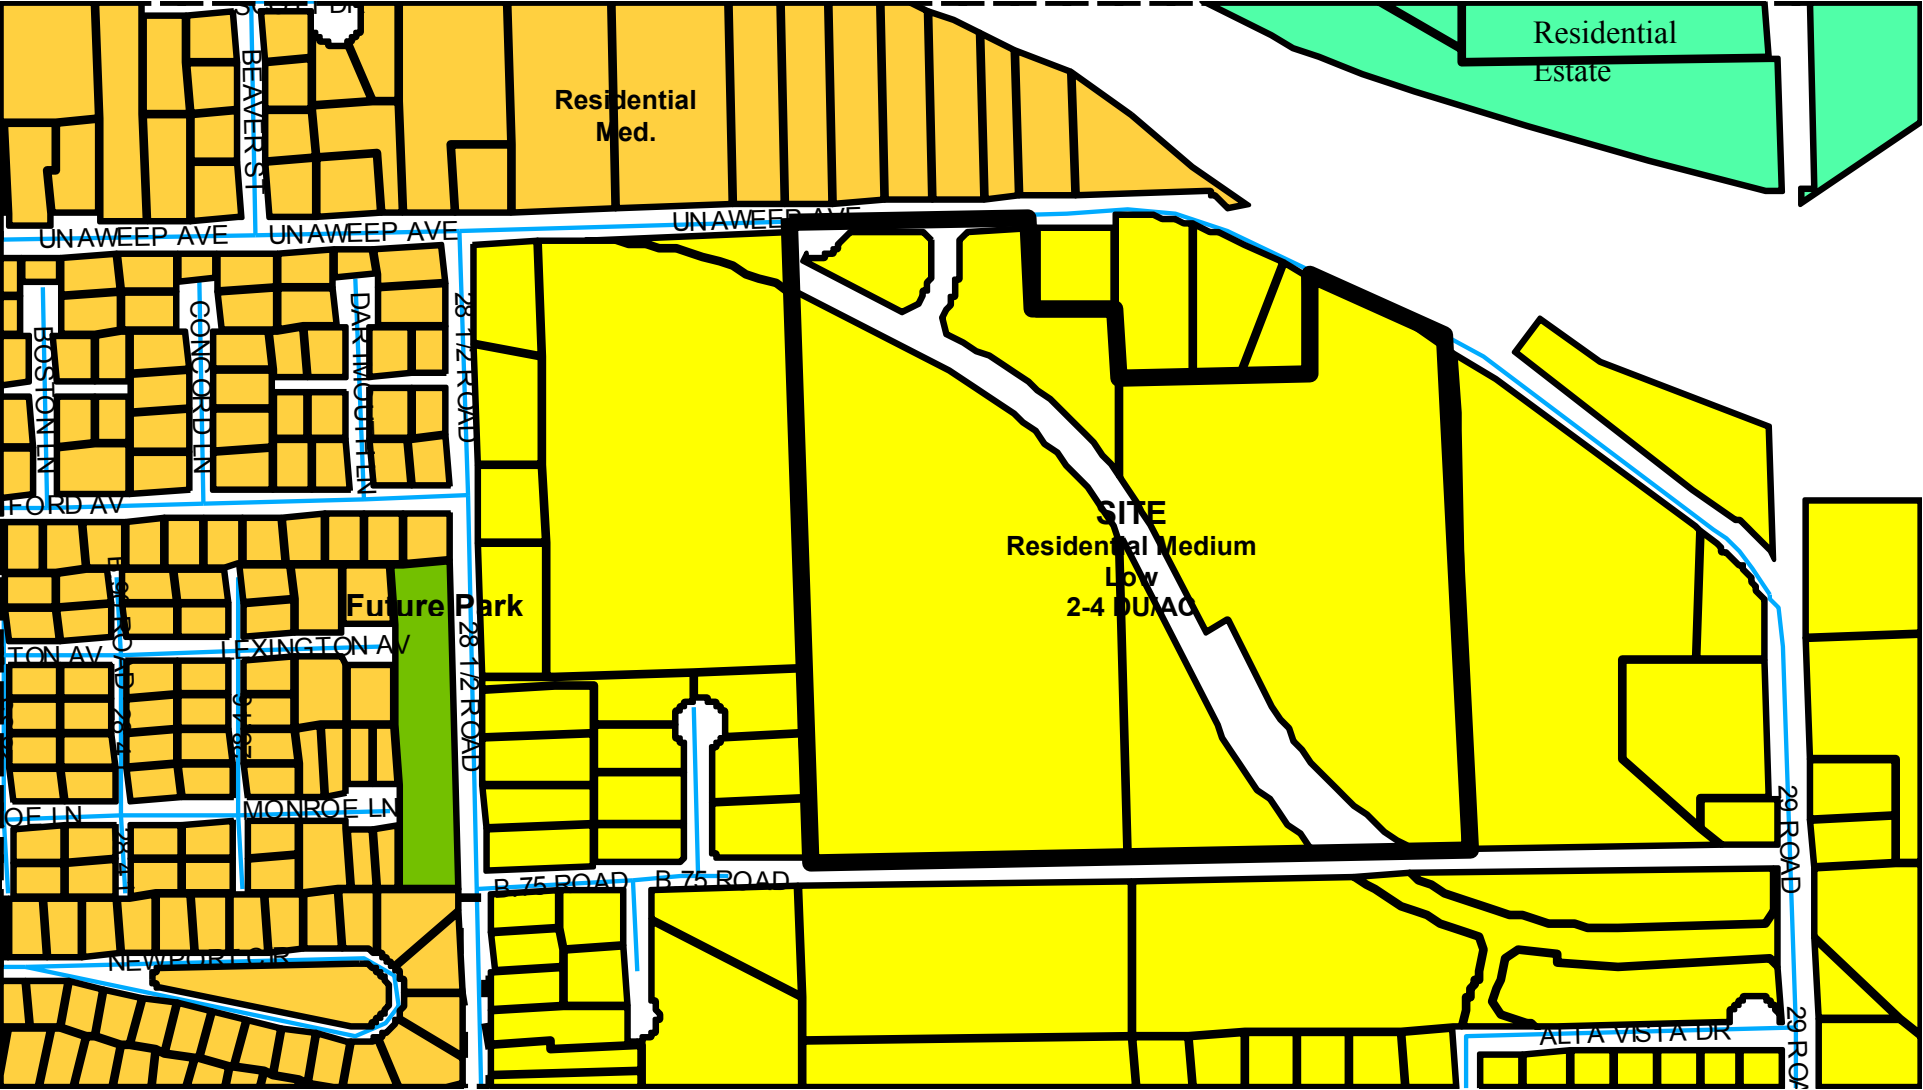 Residential
Estate
Residential
Med.
BEAVER ST
UNAWEEP AVE
UNAWEEP AVE
UNAWEEP AVE
28 1/2 ROAD
BOSTON LN
CONCORD LN
DARTMOUTH LN
FORD AV
SITE
Residential Medium
Low
2-4 DU/AC
Future Park
TON AV
LEXINGTON AV
28 1/2 ROAD
MONROE LN
OF LN
B .75 ROAD
B .75 ROAD
29 ROAD
NEWPORT CIR
ALTA VISTA DR
29 ROA